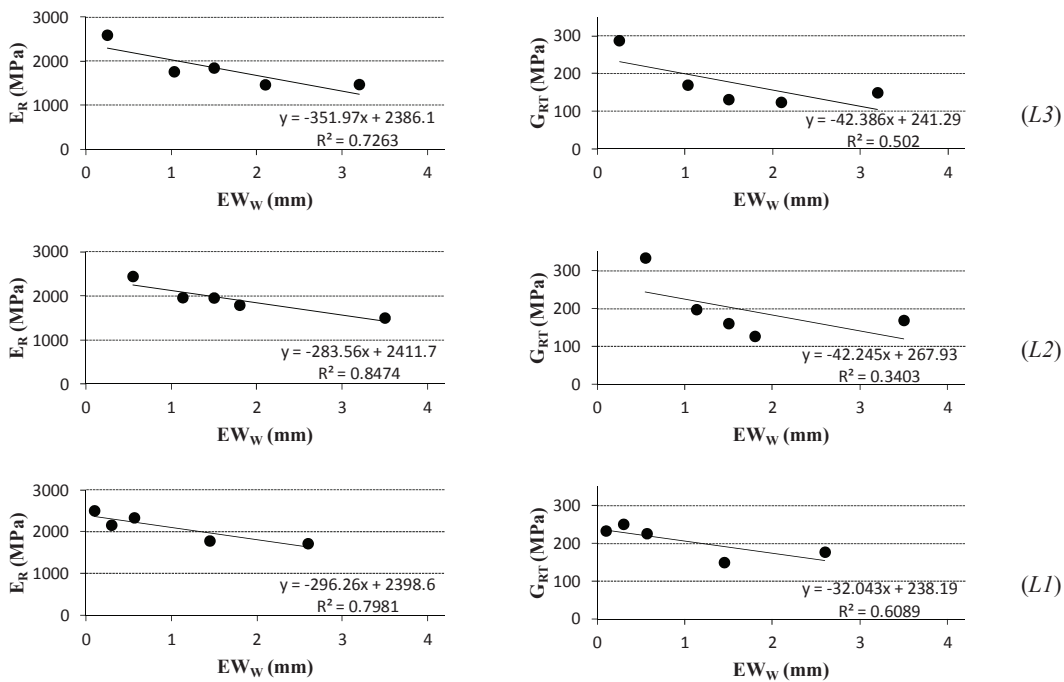 E_R (MPa)
3000
2000
1000
0
y = -351.97x + 2386.1
R² = 0.7263
0 1 2 3 4
EW_W (mm)
G_RT (MPa)
300
200
100
0
y = -42.386x + 241.29
R² = 0.502
0 1 2 3 4
EW_W (mm)
(L3)
E_R (MPa)
3000
2000
1000
0
y = -283.56x + 2411.7
R² = 0.8474
0 1 2 3 4
EW_W (mm)
G_RT (MPa)
300
200
100
0
y = -42.245x + 267.93
R² = 0.3403
0 1 2 3 4
EW_W (mm)
(L2)
E_R (MPa)
3000
2000
1000
0
y = -296.26x + 2398.6
R² = 0.7981
0 1 2 3 4
EW_W (mm)
G_RT (MPa)
300
200
100
0
y = -32.043x + 238.19
R² = 0.6089
0 1 2 3 4
EW_W (mm)
(L1)